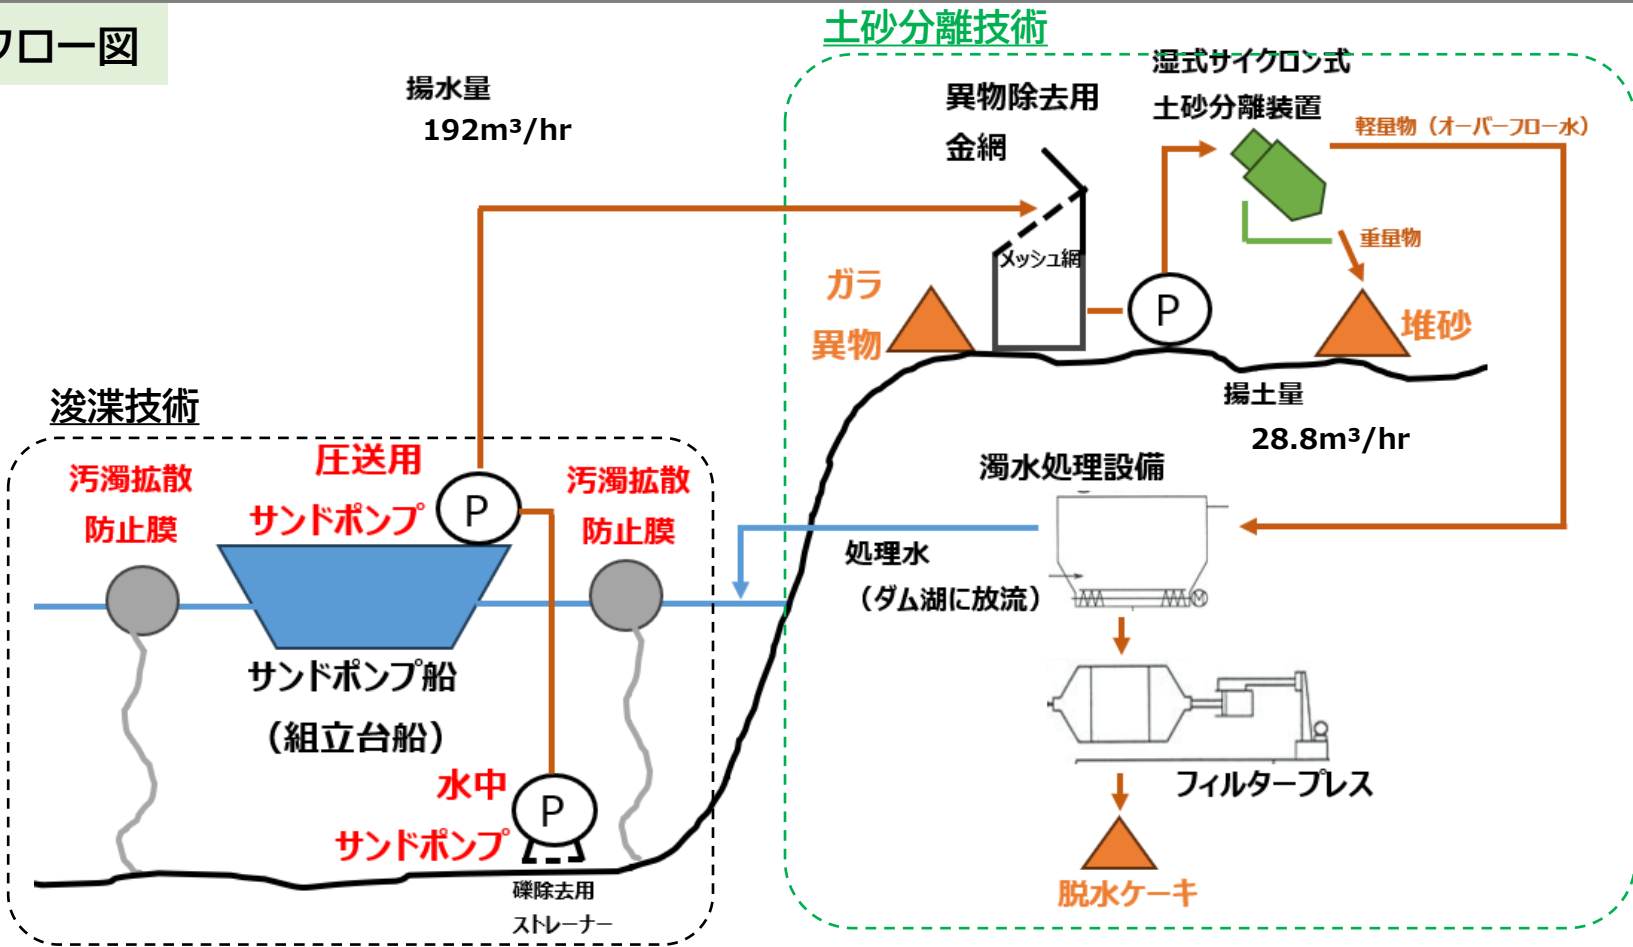 フロー図
揚水量
192m³/hr
土砂分離技術
異物除去用
金網
メッシュ網
湿式サイクロン式
土砂分離装置
軽量物（オーバーフロー水）
重量物
ガラ
異物
P
堆砂
揚土量
28.8m³/hr
浚渫技術
汚濁拡散
防止膜
圧送用
サンドポンプ
P
汚濁拡散
防止膜
サンドポンプ船
（組立台船）
水中
サンドポンプ
P
礫除去用
ストレーナー
濁水処理設備
M
処理水
（ダム湖に放流）
フィルタープレス
脱水ケーキ